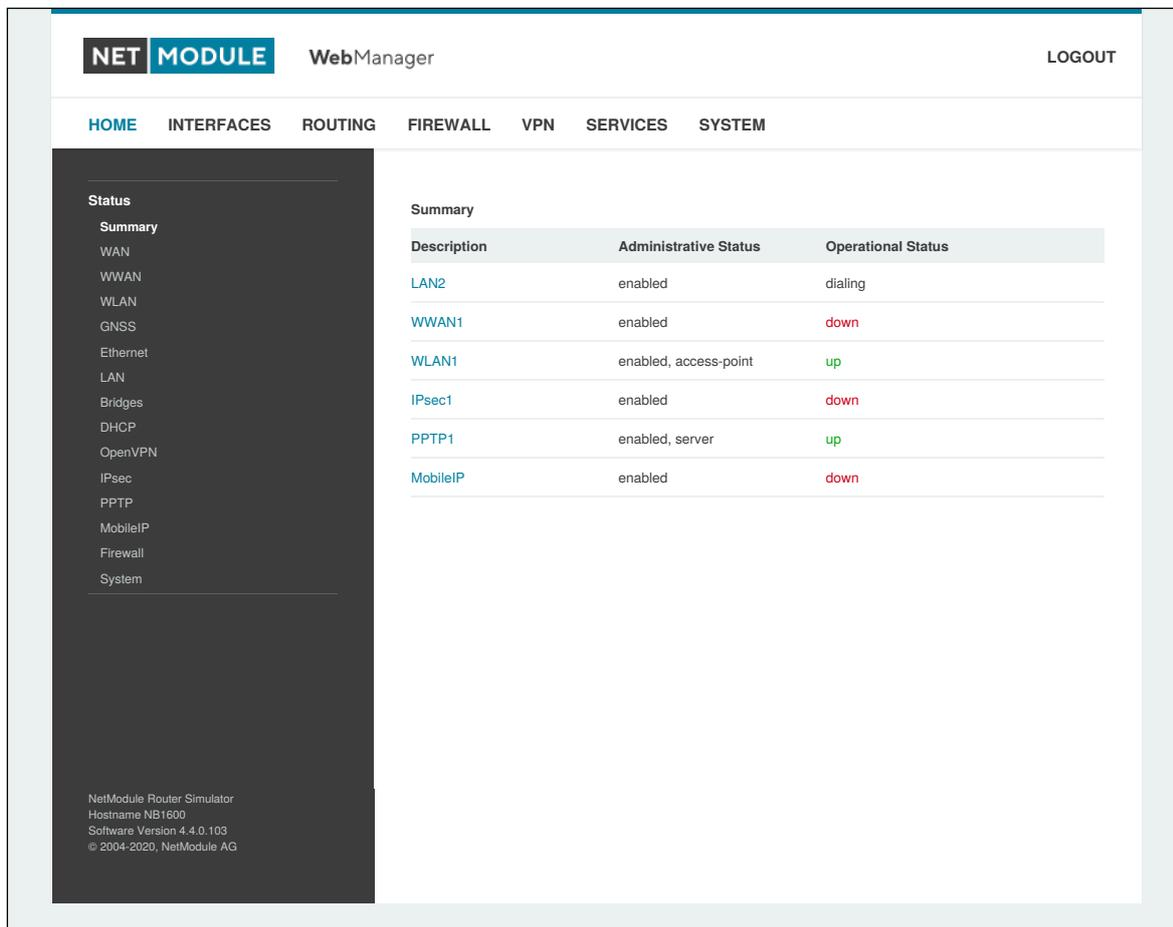 NET MODULE WebManager LOGOUT
HOME INTERFACES ROUTING FIREWALL VPN SERVICES SYSTEM
Status
Summary
WAN
WWAN
WLAN
GNSS
Ethernet
LAN
Bridges
DHCP
OpenVPN
IPsec
PPTP
MobileIP
Firewall
System
NetModule Router Simulator
Hostname NB1600
Software Version 4.4.0.103
© 2004-2020, NetModule AG
Summary
Description Administrative Status Operational Status
LAN2 enabled dialing
WWAN1 enabled down
WLAN1 enabled, access-point up
IPsec1 enabled down
PPTP1 enabled, server up
MobileIP enabled down